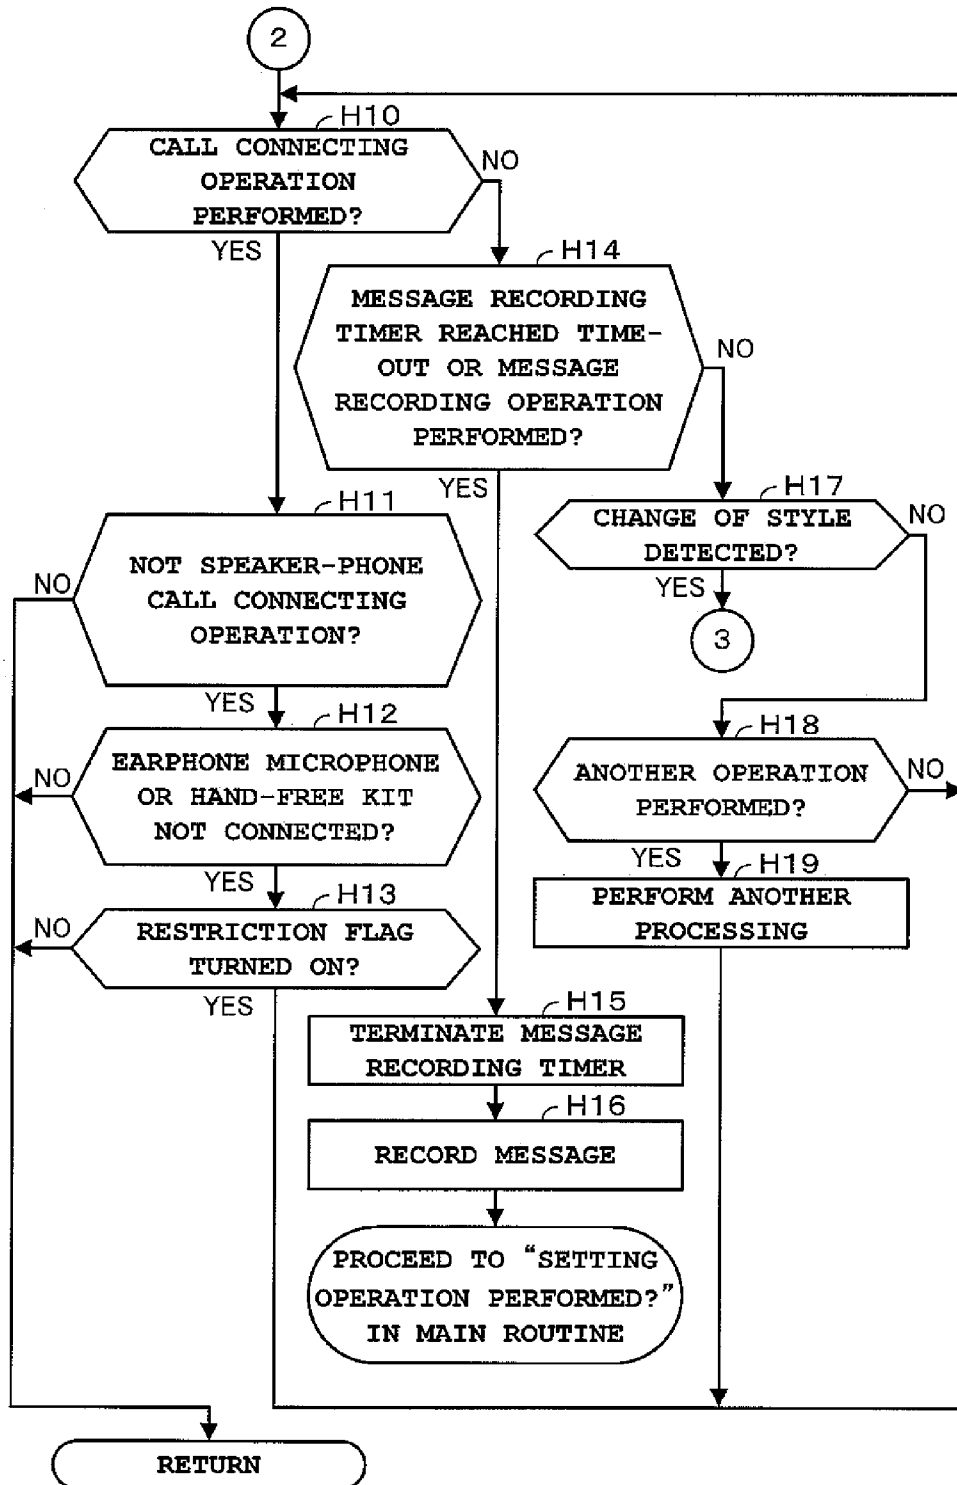 2
H10
CALL CONNECTING
OPERATION
PERFORMED?
NO
YES
H14
MESSAGE RECORDING
TIMER REACHED TIME-
OUT OR MESSAGE
RECORDING OPERATION
PERFORMED?
NO
YES
H11
NOT SPEAKER-PHONE
CALL CONNECTING
OPERATION?
NO
YES
H17
CHANGE OF STYLE
DETECTED?
NO
YES
3
H12
EARPHONE MICROPHONE
OR HAND-FREE KIT
NOT CONNECTED?
NO
YES
H18
ANOTHER OPERATION
PERFORMED?
NO
YES
H13
RESTRICTION FLAG
TURNED ON?
NO
YES
H19
PERFORM ANOTHER
PROCESSING
H15
TERMINATE MESSAGE
RECORDING TIMER
H16
RECORD MESSAGE
PROCEED TO “SETTING
OPERATION PERFORMED?”
IN MAIN ROUTINE
RETURN